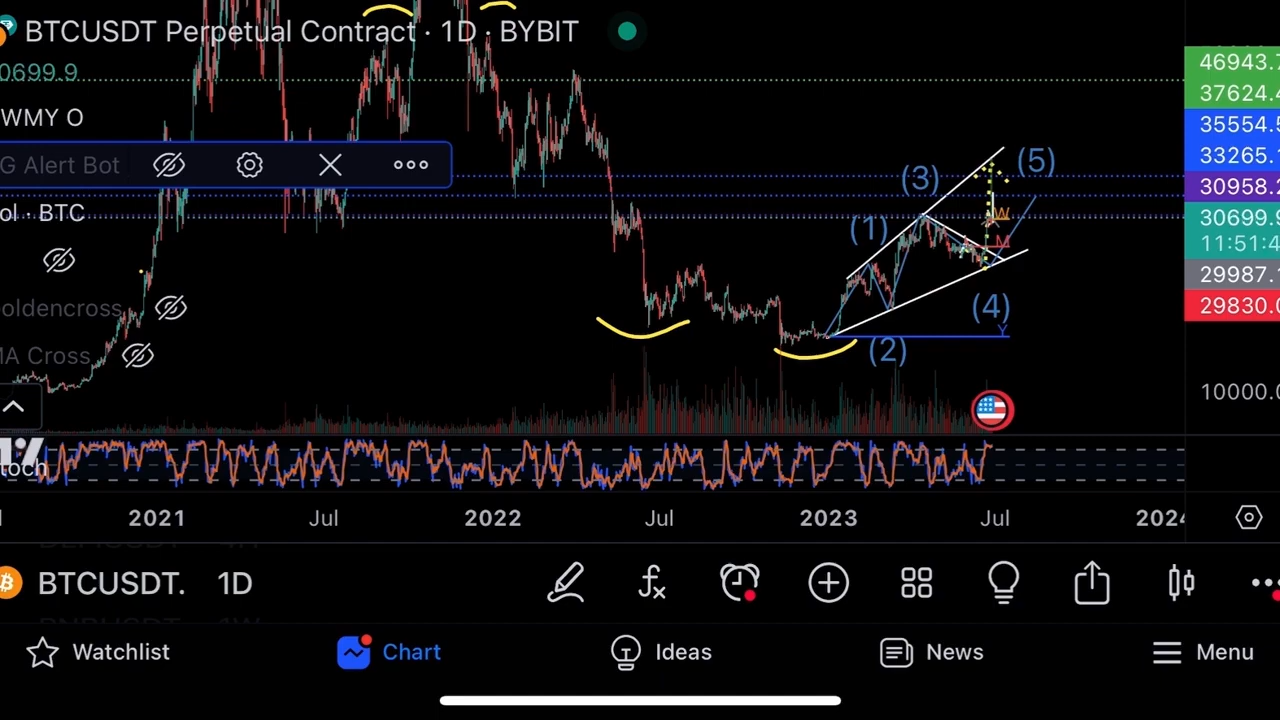 BTCUSDT Perpetual Contract · 1D · BYBIT
0699.9
WMY O
G Alert Bot
ol · BTC
oldencross
MA Cross
toch
(1)
(2)
(3)
(4)
(5)
W
M
Y
46943.7
37624.4
35554.5
33265.1
30958.2
30699.9
11:51:4
29987.1
29830.0
10000.0
2021
Jul
2022
Jul
2023
Jul
2024
BTCUSDT. 1D
Watchlist
Chart
Ideas
News
Menu